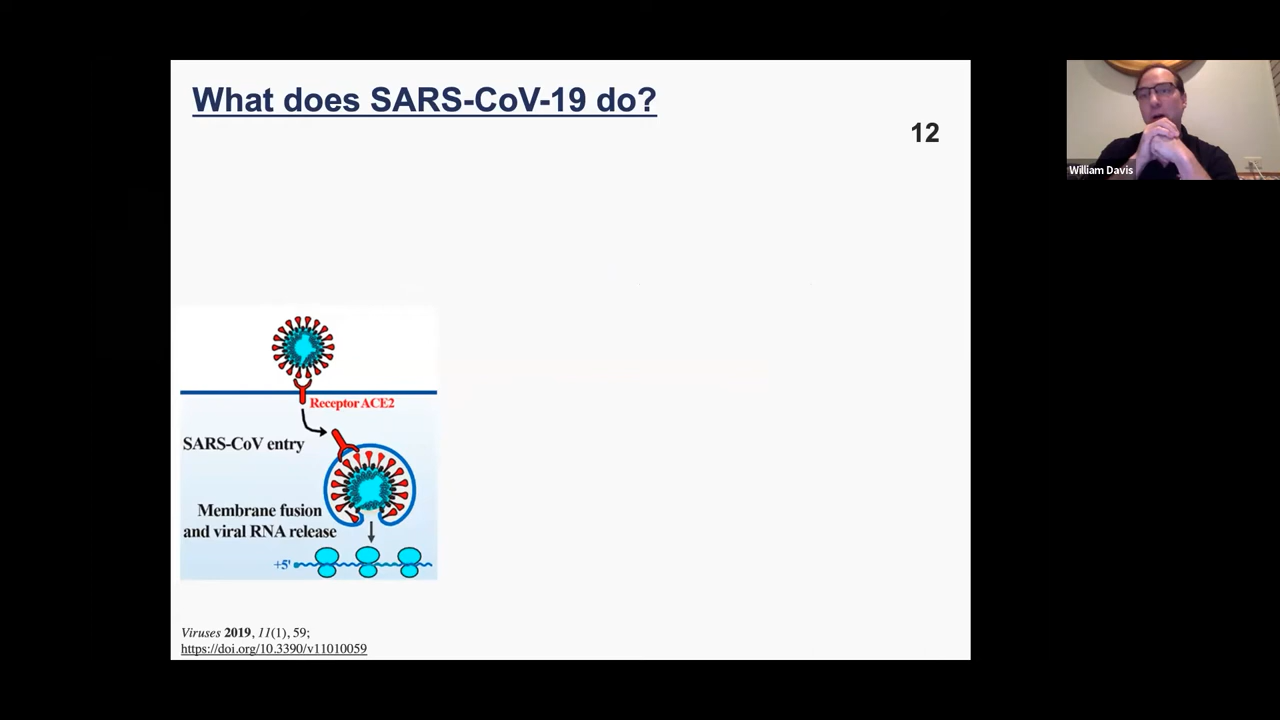 What does SARS-CoV-19 do?
12
William Davis
Receptor ACE2
SARS-CoV entry
Membrane fusion
and viral RNA release
+5'
Viruses 2019, 11(1), 59;
https://doi.org/10.3390/v11010059